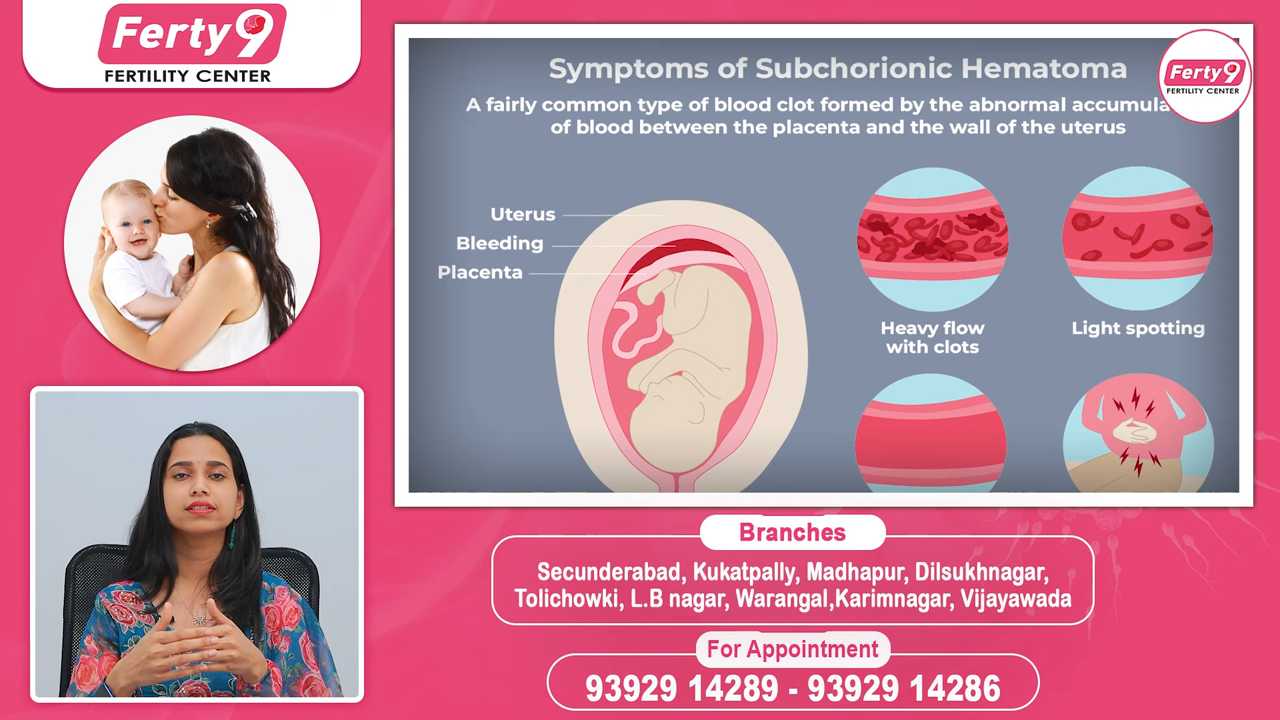 Ferty9
FERTILITY CENTER
Symptoms of Subchorionic Hematoma
A fairly common type of blood clot formed by the abnormal
of blood between the placenta and the wall of the uterus
Ferty9
FERTILITY CENTER
Uterus
Bleeding
Placenta
Heavy flow
with clots
Light spotting
Branches
Secunderabad, Kukatpally, Madhapur, Dilsukhnagar,
Tolichowki, L.B nagar, Warangal,Karimnagar, Vijayawada
For Appointment
93929 14289 - 93929 14286